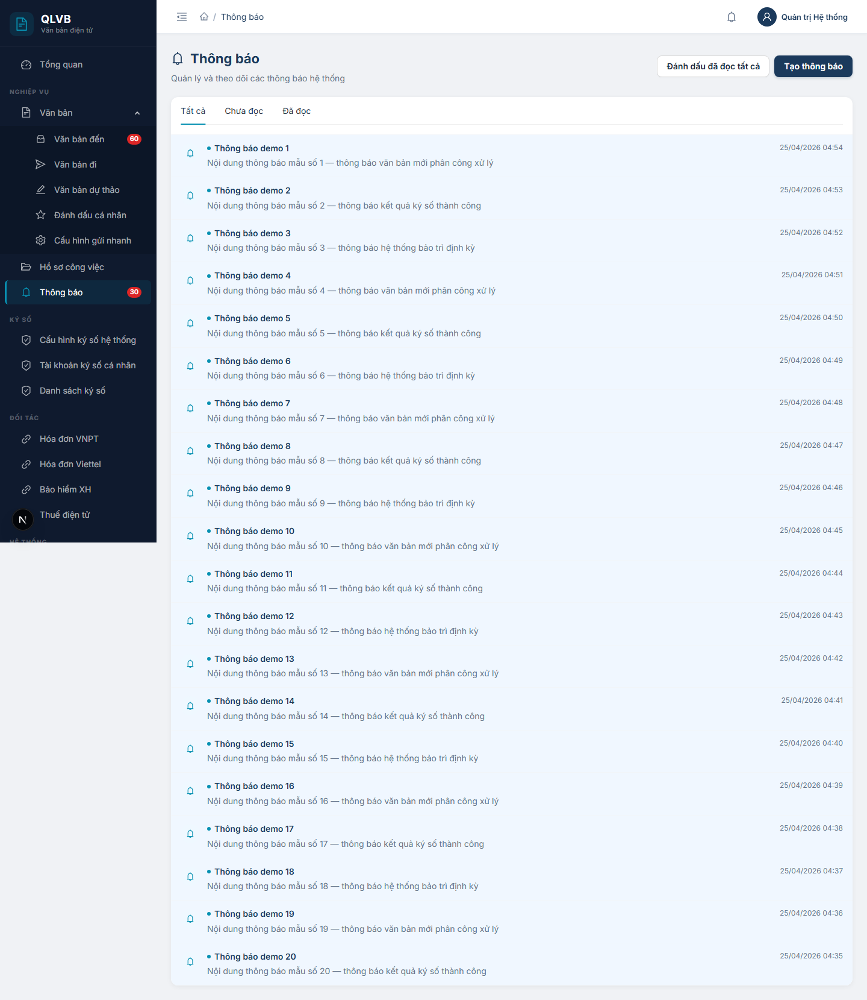 QLVB
Văn bản điện tử
Tổng quan
NGHIỆP VỤ
Văn bản
Văn bản đến 60
Văn bản đi
Văn bản dự thảo
Đánh dấu cá nhân
Cấu hình gửi nhanh
Hồ sơ công việc
Thông báo 30
KÝ SỐ
Cấu hình ký số hệ thống
Tài khoản ký số cá nhân
Danh sách ký số
ĐỐI TÁC
Hóa đơn VNPT
Hóa đơn Viettel
Bảo hiểm XH
N Thuế điện tử
HỆ THỐNG
/ Thông báo
Quản trị Hệ thống
Thông báo
Quản lý và theo dõi các thông báo hệ thống
Đánh dấu đã đọc tất cả
Tạo thông báo
Tất cả Chưa đọc Đã đọc
Thông báo demo 1 25/04/2026 04:54
Nội dung thông báo mẫu số 1 — thông báo văn bản mới phân công xử lý
Thông báo demo 2 25/04/2026 04:53
Nội dung thông báo mẫu số 2 — thông báo kết quả ký số thành công
Thông báo demo 3 25/04/2026 04:52
Nội dung thông báo mẫu số 3 — thông báo hệ thống bảo trì định kỳ
Thông báo demo 4 25/04/2026 04:51
Nội dung thông báo mẫu số 4 — thông báo văn bản mới phân công xử lý
Thông báo demo 5 25/04/2026 04:50
Nội dung thông báo mẫu số 5 — thông báo kết quả ký số thành công
Thông báo demo 6 25/04/2026 04:49
Nội dung thông báo mẫu số 6 — thông báo hệ thống bảo trì định kỳ
Thông báo demo 7 25/04/2026 04:48
Nội dung thông báo mẫu số 7 — thông báo văn bản mới phân công xử lý
Thông báo demo 8 25/04/2026 04:47
Nội dung thông báo mẫu số 8 — thông báo kết quả ký số thành công
Thông báo demo 9 25/04/2026 04:46
Nội dung thông báo mẫu số 9 — thông báo hệ thống bảo trì định kỳ
Thông báo demo 10 25/04/2026 04:45
Nội dung thông báo mẫu số 10 — thông báo văn bản mới phân công xử lý
Thông báo demo 11 25/04/2026 04:44
Nội dung thông báo mẫu số 11 — thông báo kết quả ký số thành công
Thông báo demo 12 25/04/2026 04:43
Nội dung thông báo mẫu số 12 — thông báo hệ thống bảo trì định kỳ
Thông báo demo 13 25/04/2026 04:42
Nội dung thông báo mẫu số 13 — thông báo văn bản mới phân công xử lý
Thông báo demo 14 25/04/2026 04:41
Nội dung thông báo mẫu số 14 — thông báo kết quả ký số thành công
Thông báo demo 15 25/04/2026 04:40
Nội dung thông báo mẫu số 15 — thông báo hệ thống bảo trì định kỳ
Thông báo demo 16 25/04/2026 04:39
Nội dung thông báo mẫu số 16 — thông báo văn bản mới phân công xử lý
Thông báo demo 17 25/04/2026 04:38
Nội dung thông báo mẫu số 17 — thông báo kết quả ký số thành công
Thông báo demo 18 25/04/2026 04:37
Nội dung thông báo mẫu số 18 — thông báo hệ thống bảo trì định kỳ
Thông báo demo 19 25/04/2026 04:36
Nội dung thông báo mẫu số 19 — thông báo văn bản mới phân công xử lý
Thông báo demo 20 25/04/2026 04:35
Nội dung thông báo mẫu số 20 — thông báo kết quả ký số thành công